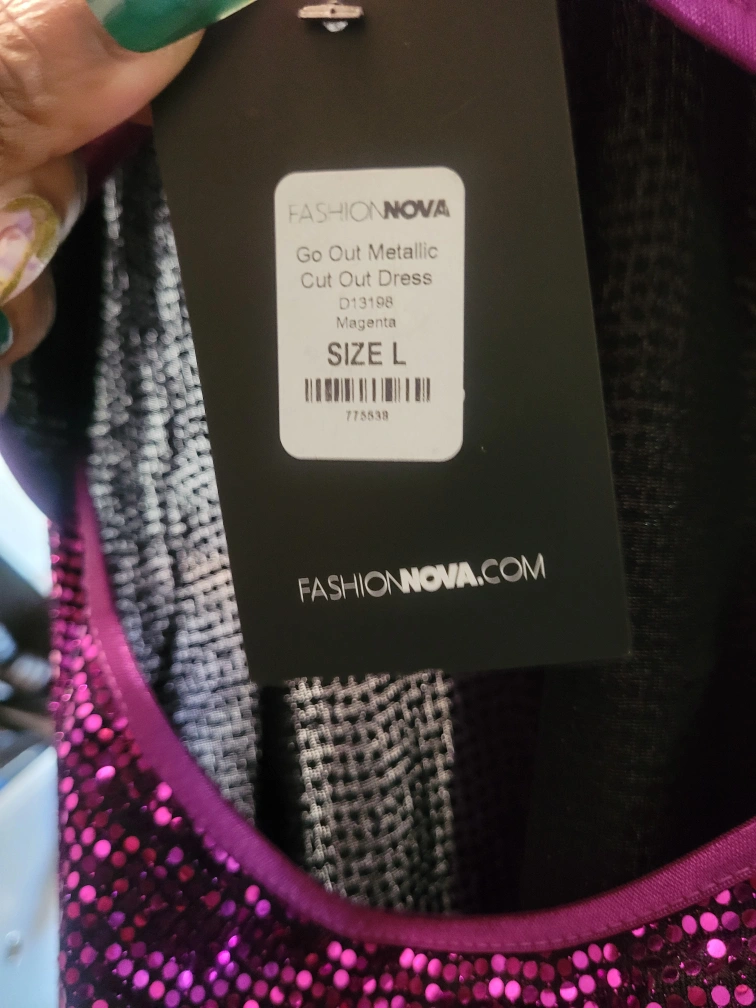 FASHIONNOVA
Go Out Metallic
Cut Out Dress
D13198
Magenta
SIZE L
775539
FASHIONNOVA.COM